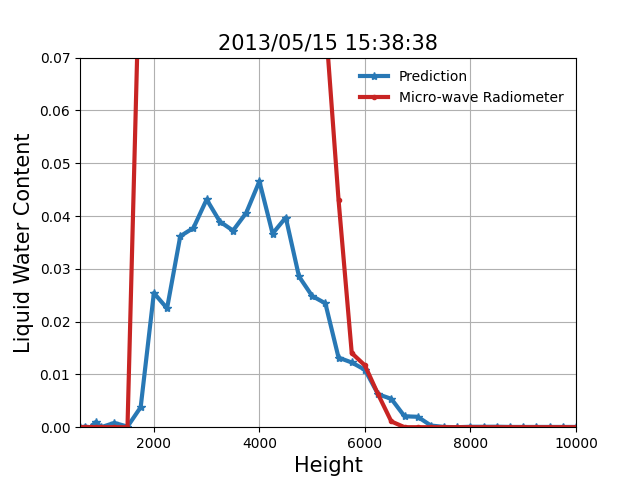 2013/05/15 15:38:38
0.07
0.06
0.05
0.04
0.03
0.02
0.01
0.00
Liquid Water Content
Prediction
Micro-wave Radiometer
2000 4000 6000 8000 10000
Height